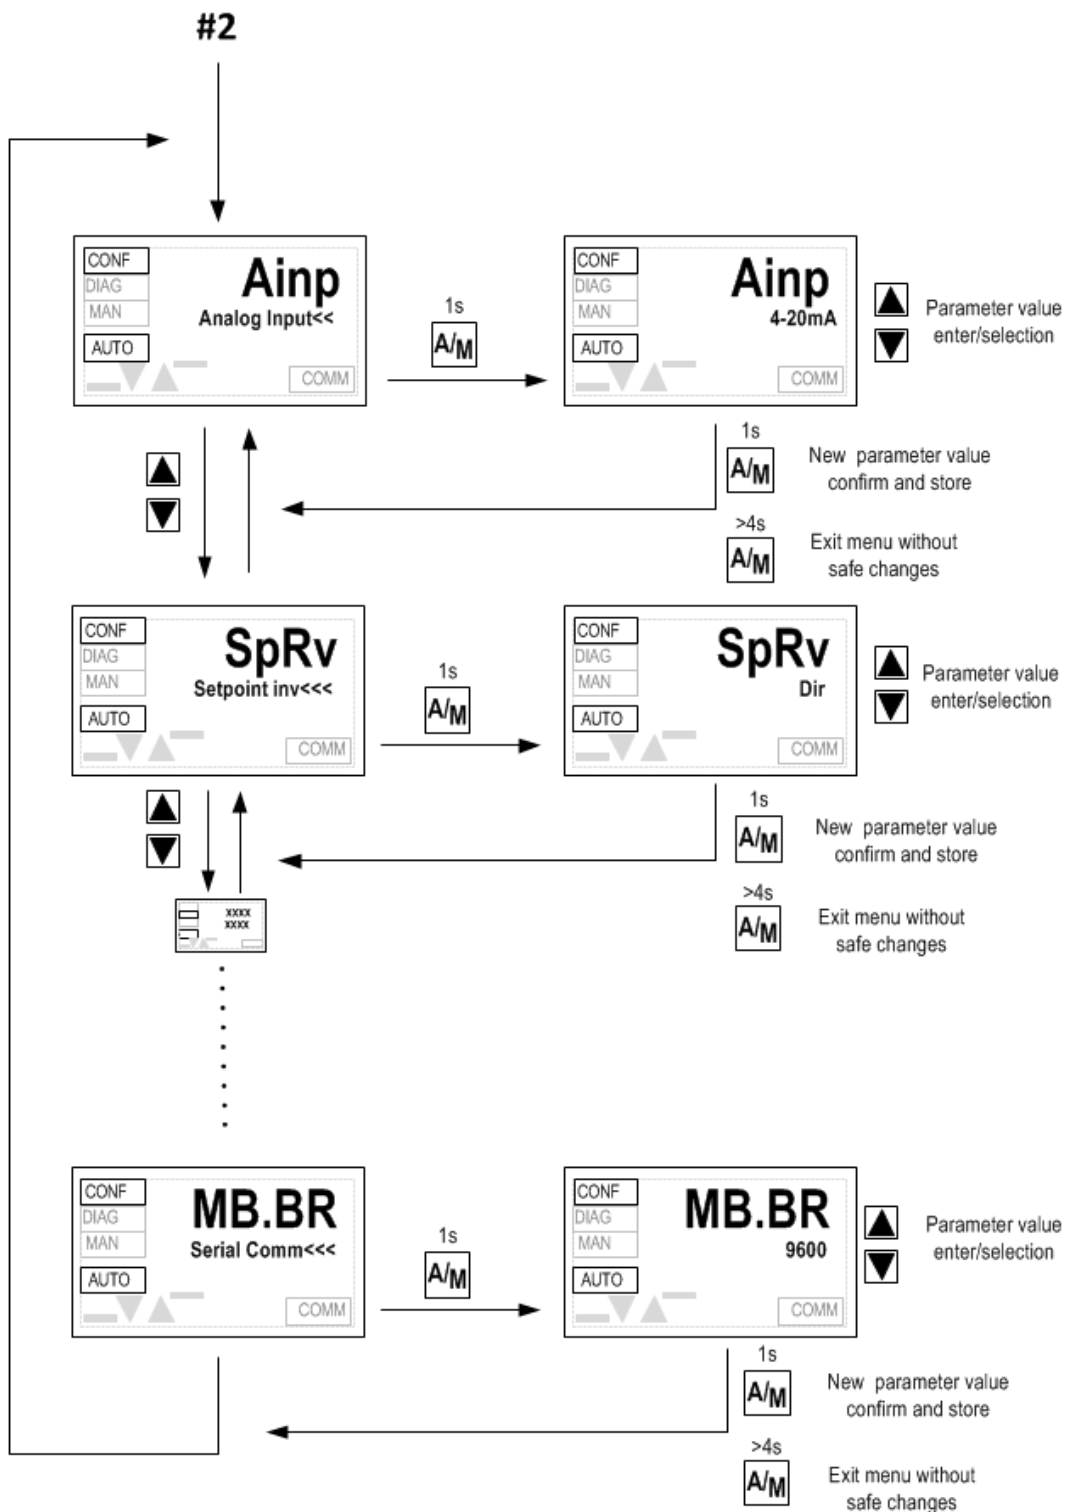 #2
CONF
DIAG
MAN
AUTO
Ainp
Analog Input<<
COMM
1s
A/M
CONF
DIAG
MAN
AUTO
Ainp
4-20mA
COMM
Parameter value
enter/selection
1s
A/M
New parameter value
confirm and store
>4s
A/M
Exit menu without
safe changes
CONF
DIAG
MAN
AUTO
SpRv
Setpoint inv<<<
COMM
1s
A/M
CONF
DIAG
MAN
AUTO
SpRv
Dir
COMM
Parameter value
enter/selection
1s
A/M
New parameter value
confirm and store
>4s
A/M
Exit menu without
safe changes
xxxx
xxxx
CONF
DIAG
MAN
AUTO
MB.BR
Serial Comm<<<
COMM
1s
A/M
CONF
DIAG
MAN
AUTO
MB.BR
9600
COMM
Parameter value
enter/selection
1s
A/M
New parameter value
confirm and store
>4s
A/M
Exit menu without
safe changes